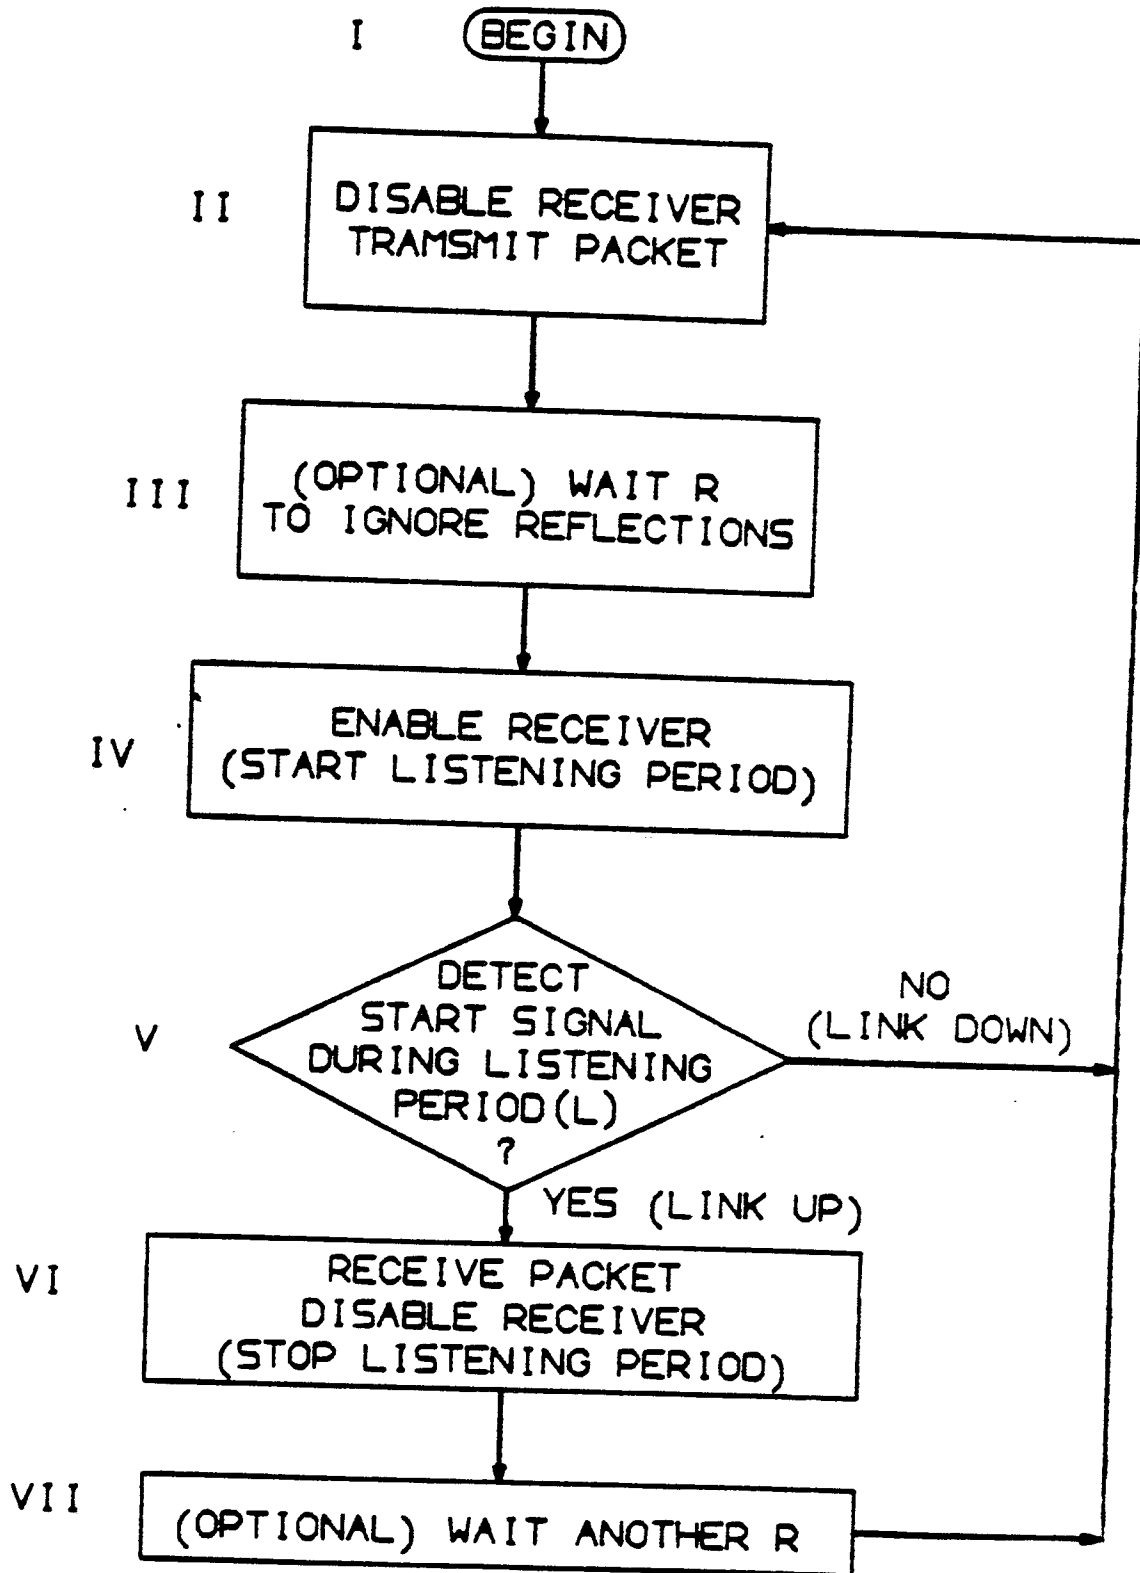 I
BEGIN
II
DISABLE RECEIVER
TRAMSMIT PACKET
III
(OPTIONAL) WAIT R
TO IGNORE REFLECTIONS
IV
ENABLE RECEIVER
(START LISTENING PERIOD)
V
DETECT
START SIGNAL
DURING LISTENING
PERIOD(L)
?
NO
(LINK DOWN)
YES (LINK UP)
VI
RECEIVE PACKET
DISABLE RECEIVER
(STOP LISTENING PERIOD)
VII
(OPTIONAL) WAIT ANOTHER R